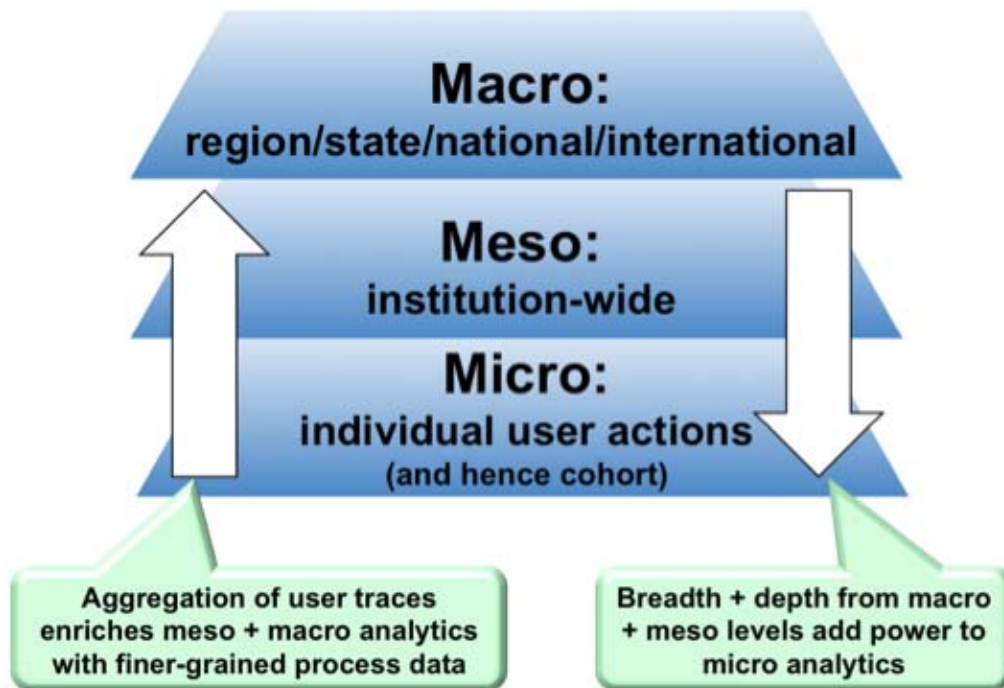 Macro:
region/state/national/international
Meso:
institution-wide
Micro:
individual user actions
(and hence cohort)
Aggregation of user traces
enriches meso + macro analytics
with finer-grained process data
Breadth + depth from macro
+ meso levels add power to
micro analytics